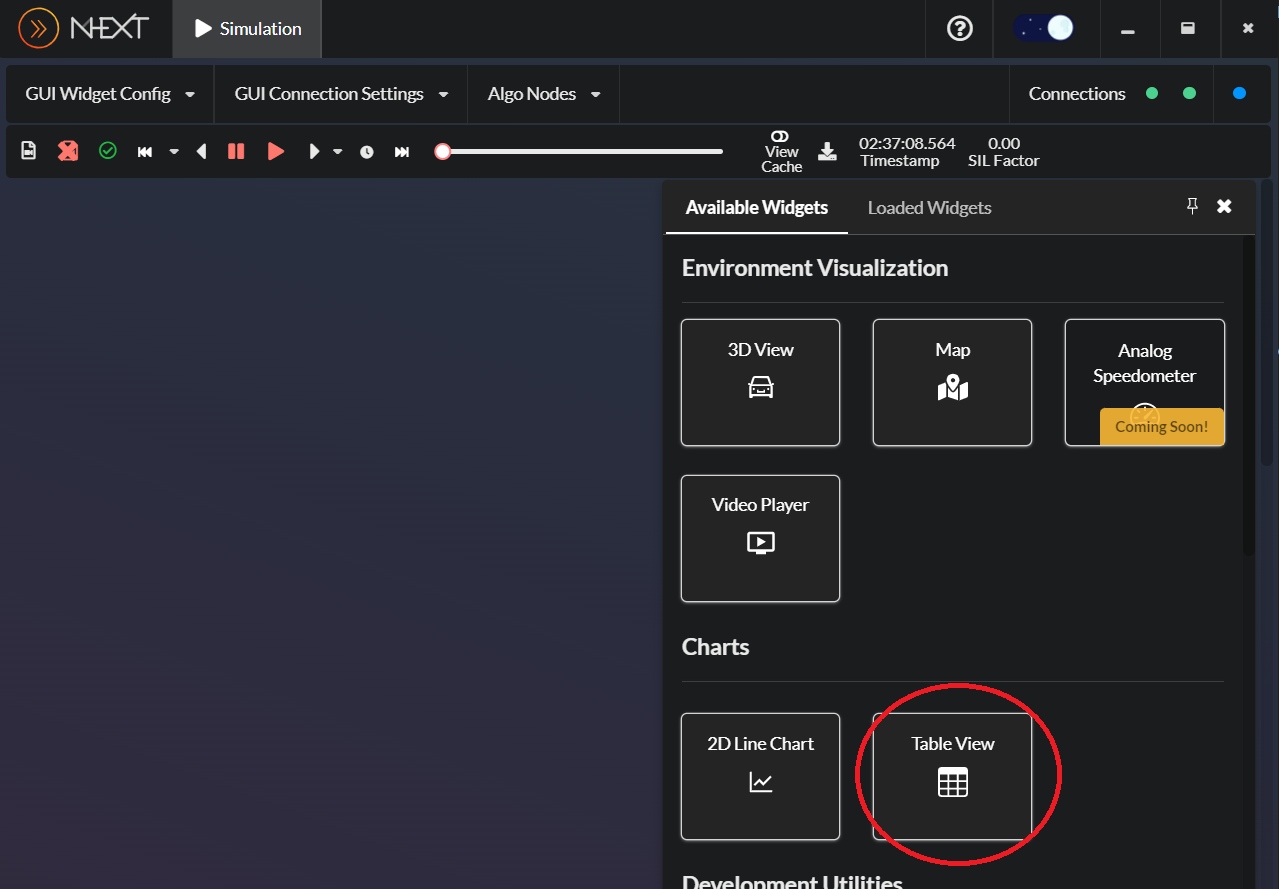 NEXT
Simulation
GUI Widget Config
GUI Connection Settings
Algo Nodes
Connections
View
Cache
02:37:08.564
Timestamp
0.00
SIL Factor
Available Widgets
Loaded Widgets
Environment Visualization
3D View
Map
Analog
Speedometer
Coming Soon!
Video Player
Charts
2D Line Chart
Table View
Development Utilities